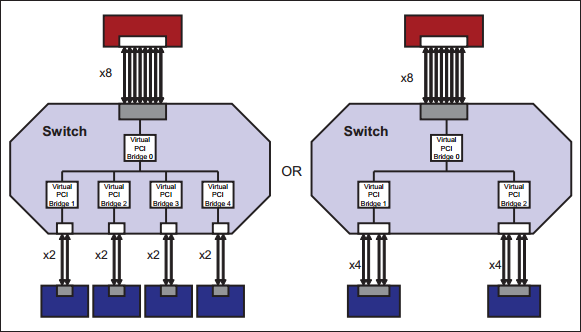 x8
Switch
Virtual
PCI
Bridge 0
Virtual
PCI
Bridge 1
Virtual
PCI
Bridge 2
Virtual
PCI
Bridge 3
Virtual
PCI
Bridge 4
x2
x2
x2
x2
OR
x8
Switch
Virtual
PCI
Bridge 0
Virtual
PCI
Bridge 1
Virtual
PCI
Bridge 2
x4
x4